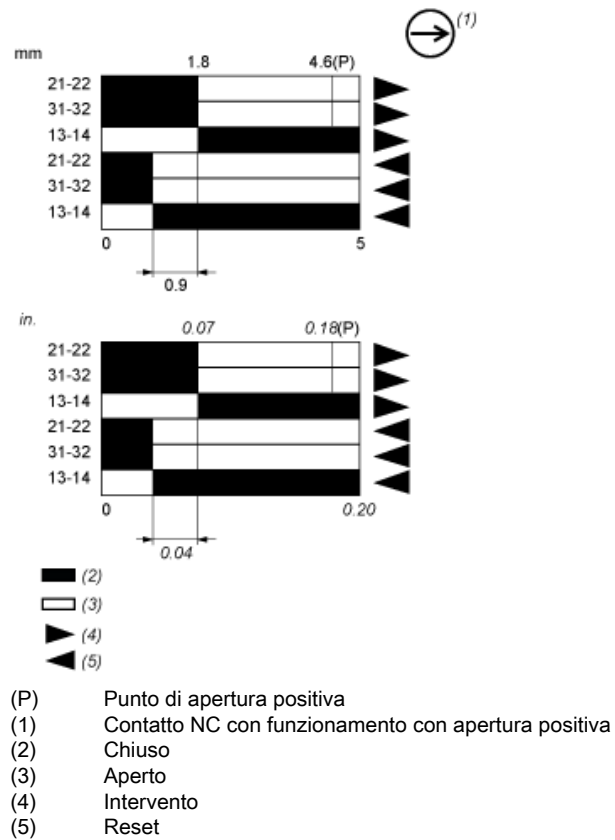 (1)
mm
1.8 4.6(P)
21-22
31-32
13-14
21-22
31-32
13-14
0 5
0.9
in.
0.07 0.18(P)
21-22
31-32
13-14
21-22
31-32
13-14
0 0.20
0.04
(2)
(3)
(4)
(5)
(P) Punto di apertura positiva
(1) Contatto NC con funzionamento con apertura positiva
(2) Chiuso
(3) Aperto
(4) Intervento
(5) Reset